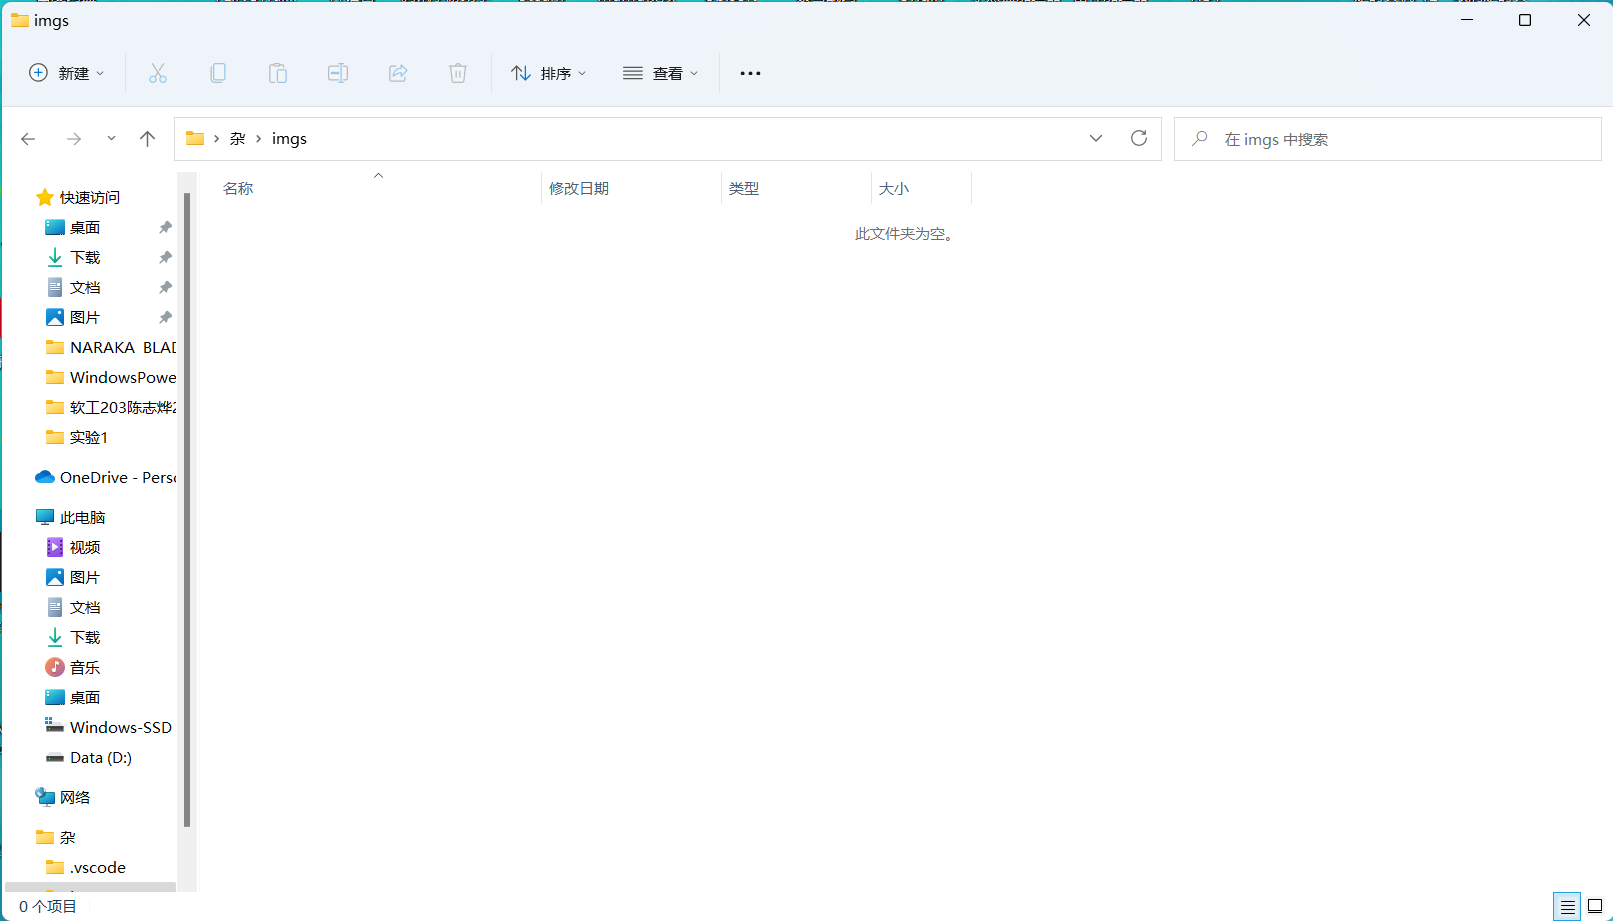 imgs
新建
排序
查看
杂
imgs
在 imgs 中搜索
名称
修改日期
类型
大小
此文件夹为空。
快速访问
桌面
下载
文档
图片
NARAKA BLAD
WindowsPowe
软工203陈志烨2
实验1
OneDrive - Perso
此电脑
视频
图片
文档
下载
音乐
桌面
Windows-SSD
Data (D:)
网络
杂
.vscode
0 个项目